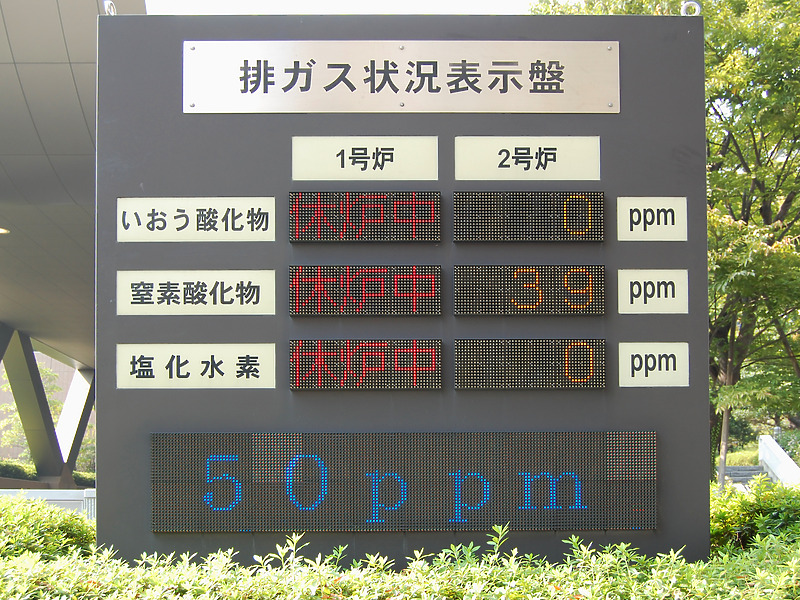 排ガス状況表示盤
1号炉 2号炉
いおう酸化物 休炉中 0 ppm
窒素酸化物 休炉中 39 ppm
塩化水素 休炉中 0 ppm
50ppm